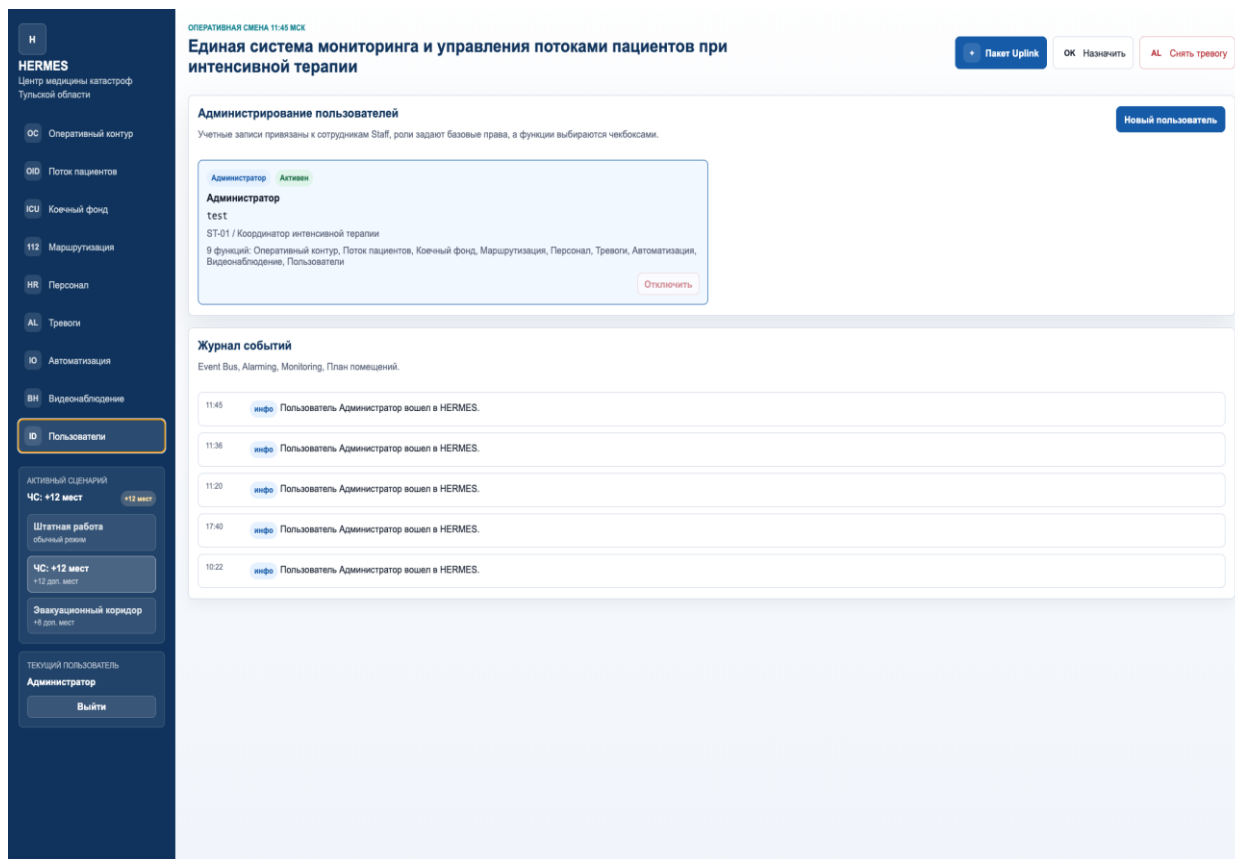 H
HERMES
Центр медицины катастроф
Тульской области
ОС Оперативный контур
OID Поток пациентов
ICU Коечный фонд
112 Маршрутизация
HR Персонал
AL Тревоги
IO Автоматизация
ВН Видеонаблюдение
ID Пользователи
АКТИВНЫЙ СЦЕНАРИЙ
ЧС: +12 мест +12 мест
Штатная работа
обычный режим
ЧС: +12 мест
+12 доп. мест
Эвакуационный коридор
+8 доп. мест
ТЕКУЩИЙ ПОЛЬЗОВАТЕЛЬ
Администратор
Выйти
ОПЕРАТИВНАЯ СМЕНА 11:45 МСК
Единая система мониторинга и управления потоками пациентов при
интенсивной терапии
+ Пакет Uplink
OK Назначить
AL Снять тревогу
Администрирование пользователей
Учетные записи привязаны к сотрудникам Staff, роли задают базовые права, а функции выбираются чекбоксами.
Новый пользователь
Администратор Активен
Администратор
test
ST-01 / Координатор интенсивной терапии
9 функций: Оперативный контур, Поток пациентов, Коечный фонд, Маршрутизация, Персонал, Тревоги, Автоматизация,
Видеонаблюдение, Пользователи
Отключить
Журнал событий
Event Bus, Alarming, Monitoring, План помещений.
11:45 инфо Пользователь Администратор вошел в HERMES.
11:36 инфо Пользователь Администратор вошел в HERMES.
11:20 инфо Пользователь Администратор вошел в HERMES.
17:40 инфо Пользователь Администратор вошел в HERMES.
10:22 инфо Пользователь Администратор вошел в HERMES.